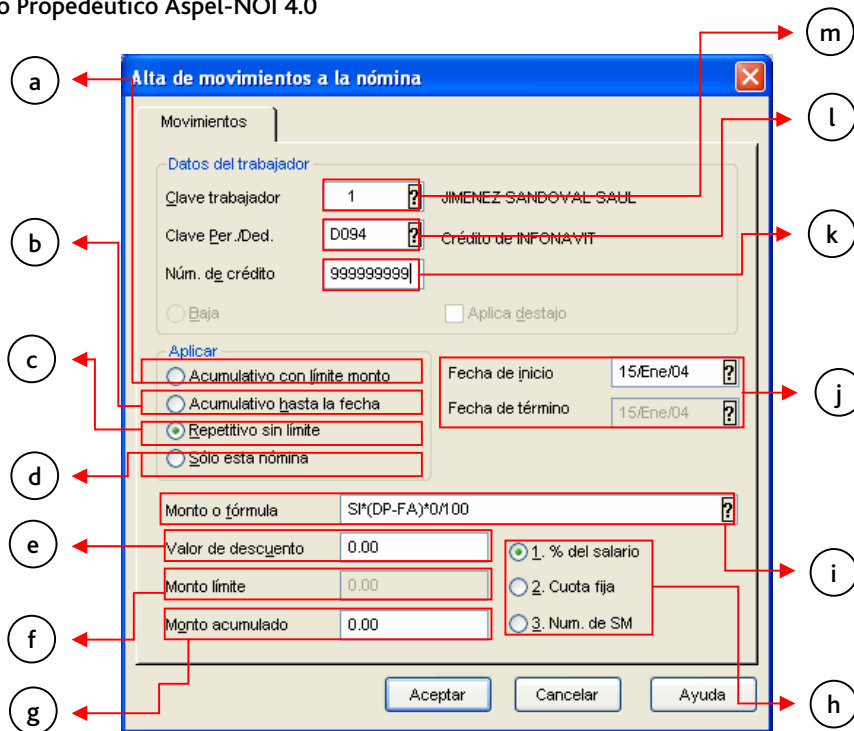 o Propedéutico Aspel-NOI 4.0
m
a
Alta de movimientos a la nómina
l
Movimientos
Datos del trabajador
Clave trabajador 1 ? JIMENEZ SANDOVAL SAUL
b
Clave Per./Ded. D094 ? Crédito de INFONAVIT
k
Núm. de crédito 999999999
Baja Aplica destajo
c
Aplicar
Acumulativo con límite monto Fecha de inicio 15/Ene/04 ?
Acumulativo hasta la fecha Fecha de término 15/Ene/04 ?
j
Repetitivo sin límite
Sólo esta nómina
d
Monto o fórmula SI*(DP-FA)*0/100 ?
e
Valor de descuento 0.00 1. % del salario
i
Monto límite 0.00 2. Cuota fija
f
Monto acumulado 0.00 3. Num. de SM
Aceptar Cancelar Ayuda
g
h